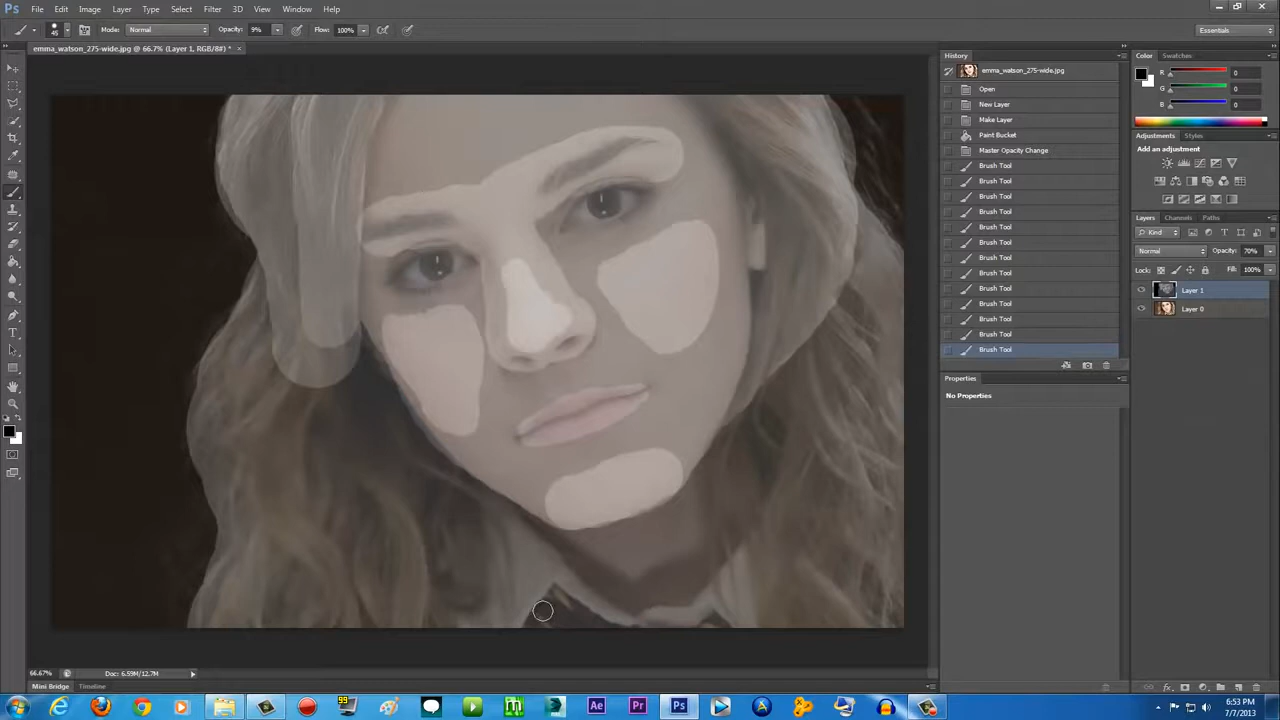 Ps File Edit Image Layer Type Select Filter 3D View Window Help
45 Mode: Normal Opacity: 9% Flow: 100% Essentials
emma_watson_275-wide.jpg @ 66.7% (Layer 1, RGB/8#) * ×
History
emma_watson_275-wide.jpg
Open
New Layer
Make Layer
Paint Bucket
Master Opacity Change
Brush Tool
Brush Tool
Brush Tool
Brush Tool
Brush Tool
Brush Tool
Brush Tool
Brush Tool
Brush Tool
Brush Tool
Brush Tool
Brush Tool
Brush Tool
Properties
No Properties
Color Swatches
R 0
G 0
B 0
Adjustments Styles
Add an adjustment
Layers Channels Paths
Kind
Normal Opacity: 70%
Lock: Fill: 100%
Layer 1
Layer 0
66.67% Doc: 6.59M/12.7M
Mini Bridge Timeline
99 Ae Pr Ps
6:53 PM
7/7/2013